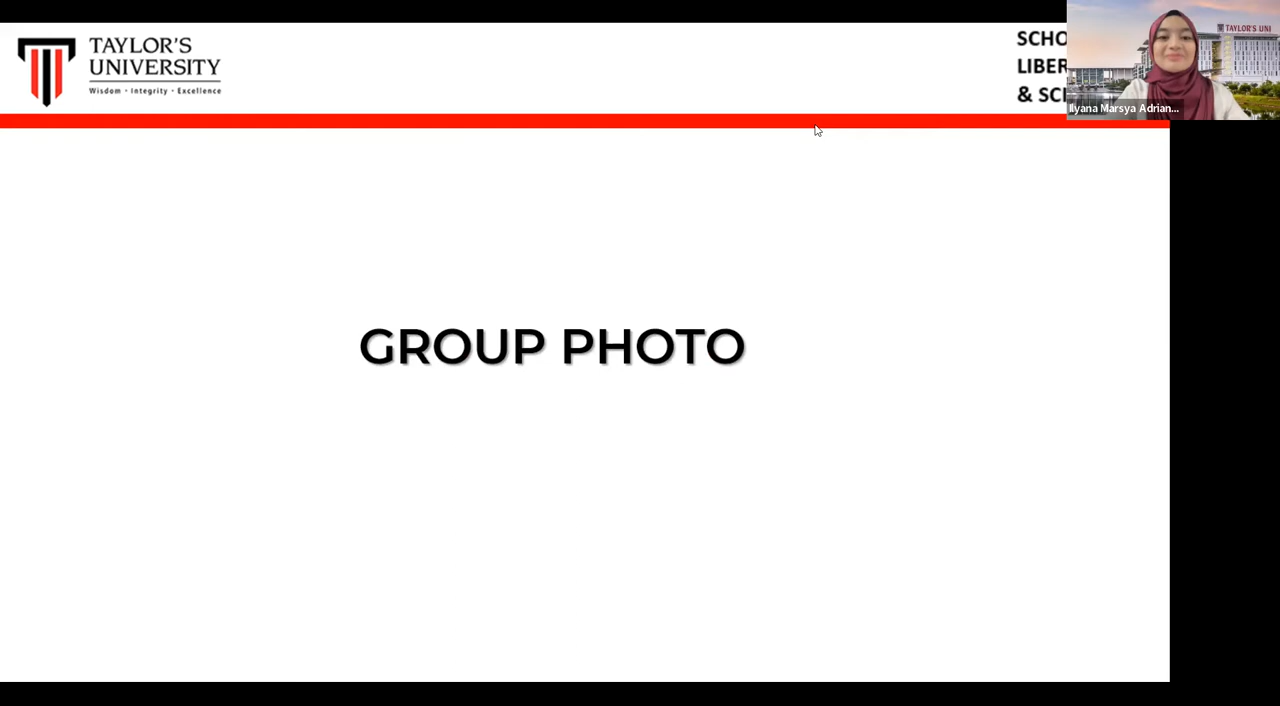 TAYLOR'S
UNIVERSITY
Wisdom • Integrity • Excellence
SCHO
LIBER
& SCI
TAYLOR'S UNI
Ilyana Marsya Adrian...
GROUP PHOTO